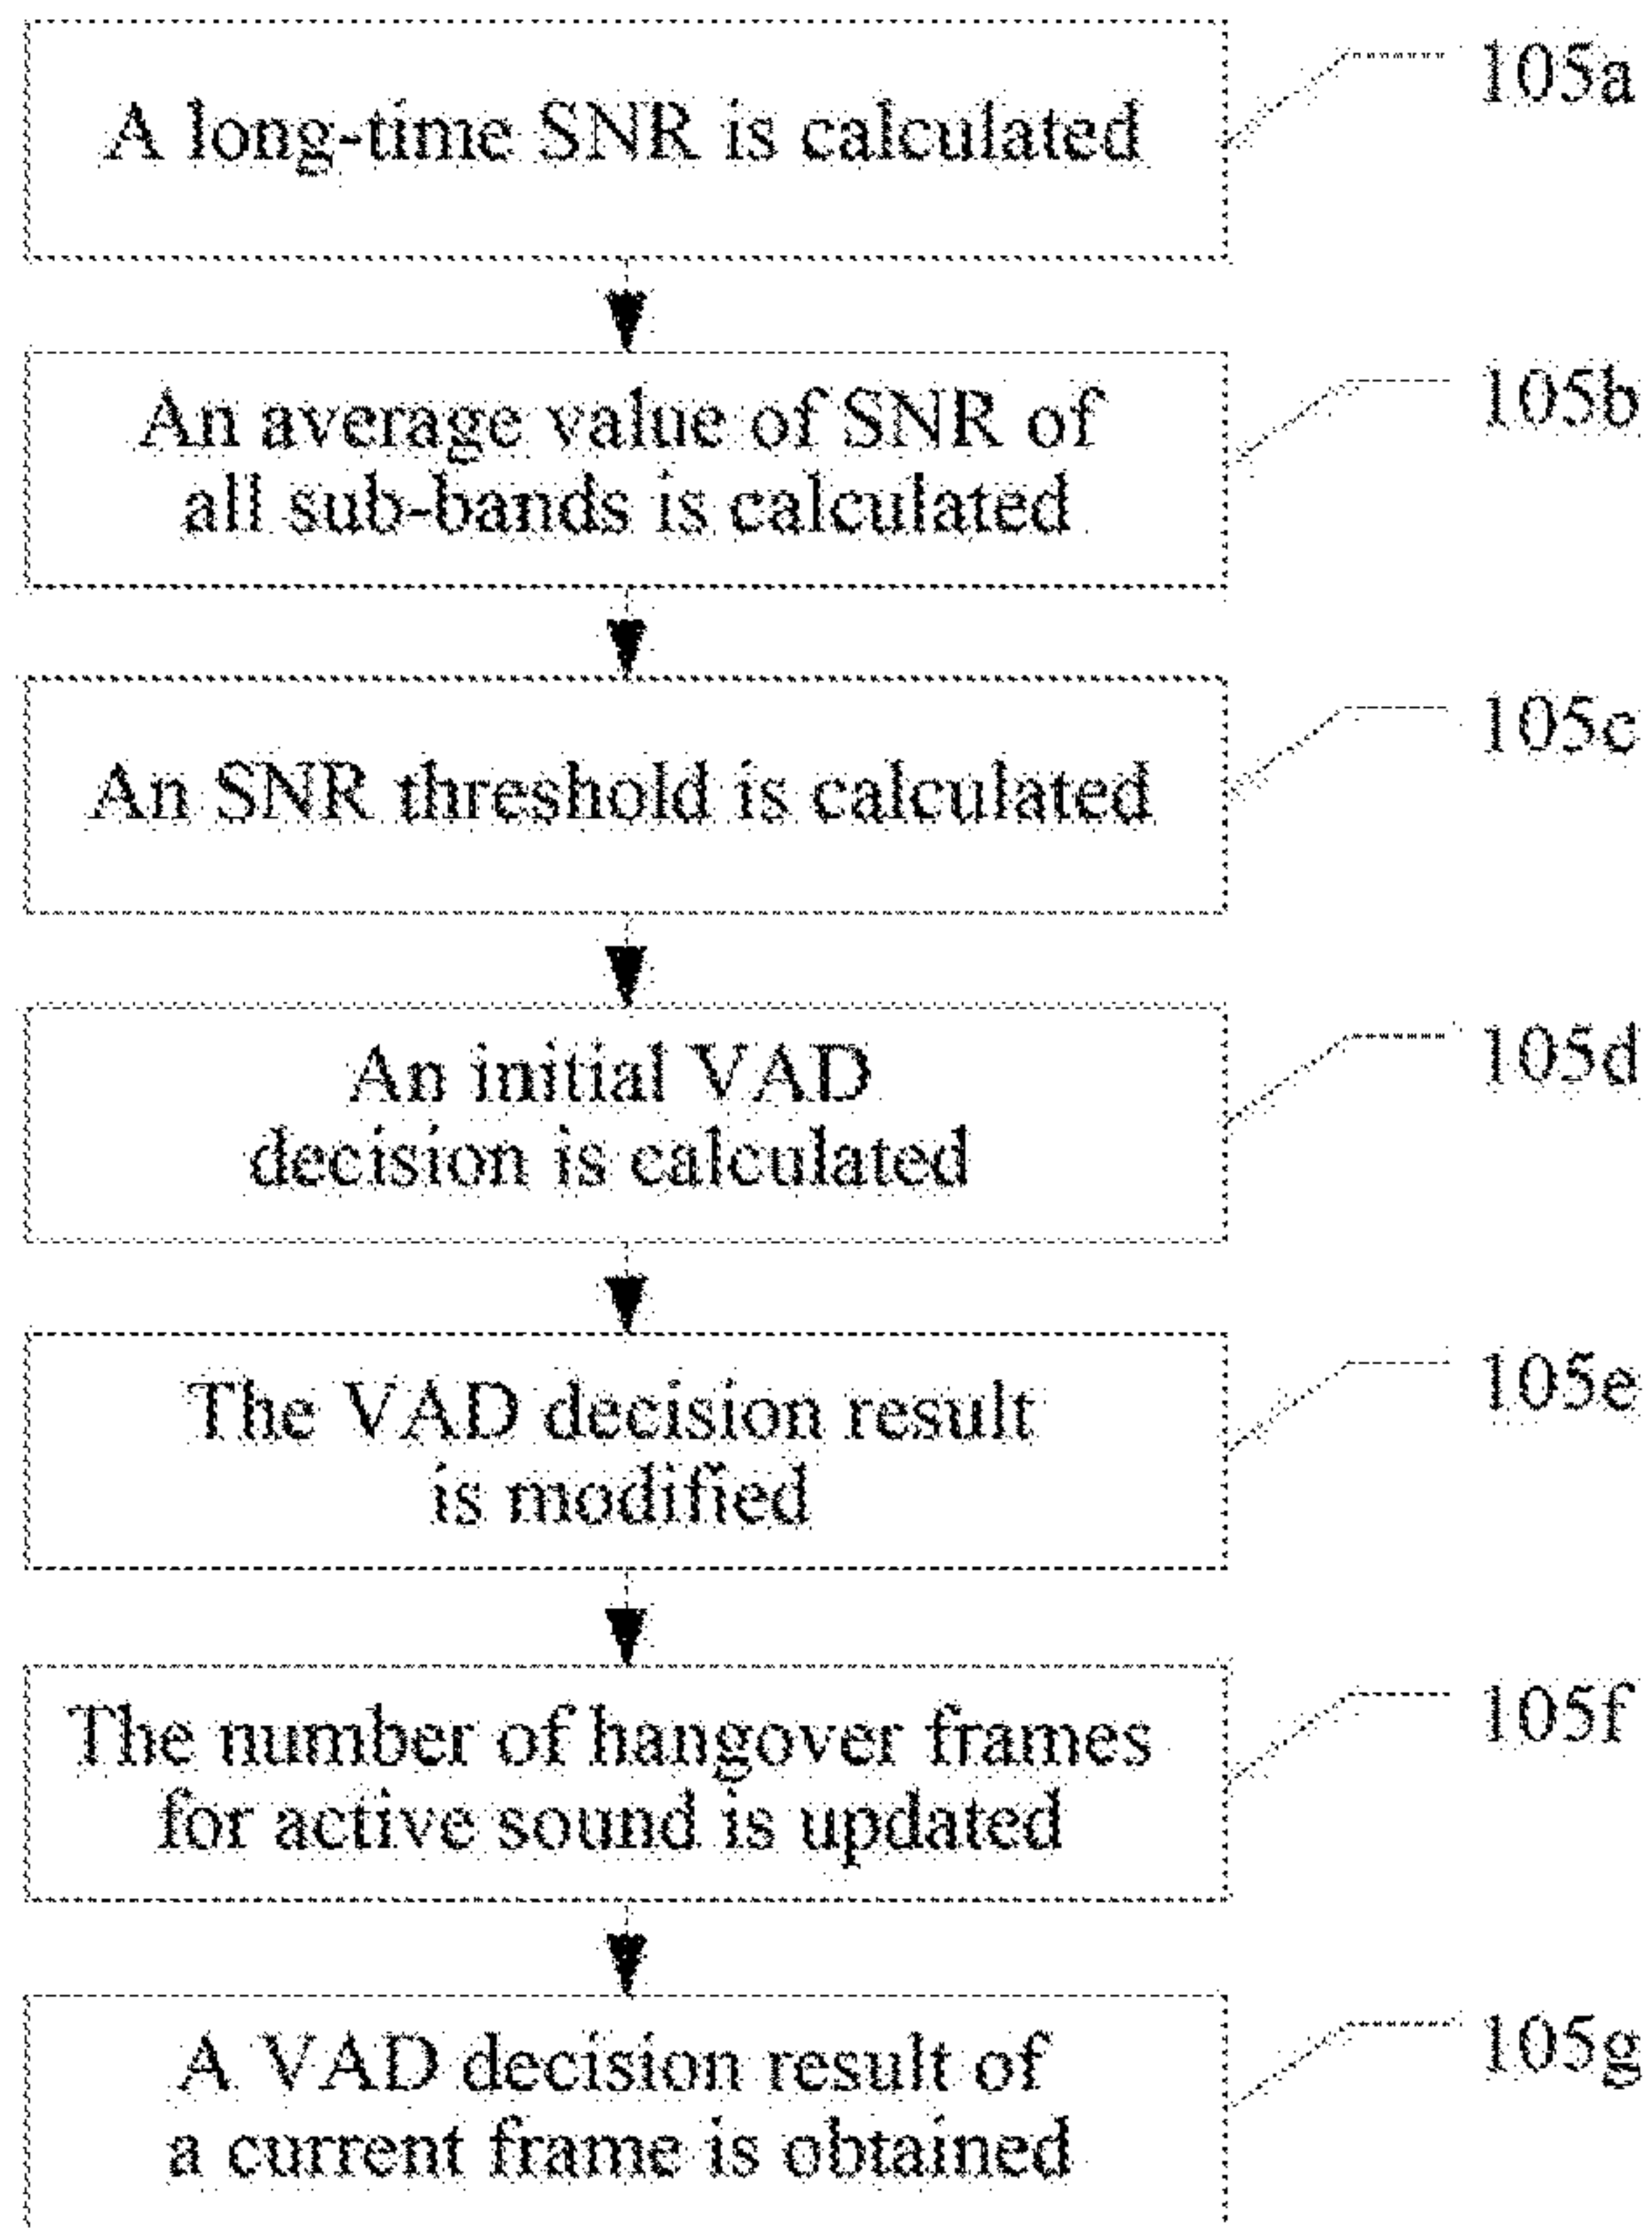 A long-time SNR is calculated
105a
An average value of SNR of
all sub-bands is calculated
105b
An SNR threshold is calculated
105c
An initial VAD
decision is calculated
105d
The VAD decision result
is modified
105e
The number of hangover frames
for active sound is updated
105f
A VAD decision result of
a current frame is obtained
105g